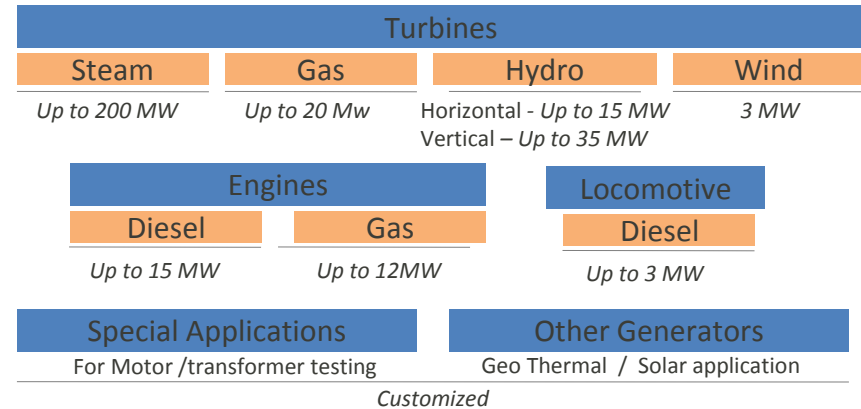 Turbines
Steam Gas Hydro Wind
Up to 200 MW Up to 20 Mw Horizontal - Up to 15 MW 3 MW
Vertical – Up to 35 MW
Engines Locomotive
Diesel Gas Diesel
Up to 15 MW Up to 12MW Up to 3 MW
Special Applications Other Generators
For Motor /transformer testing Geo Thermal / Solar application
Customized